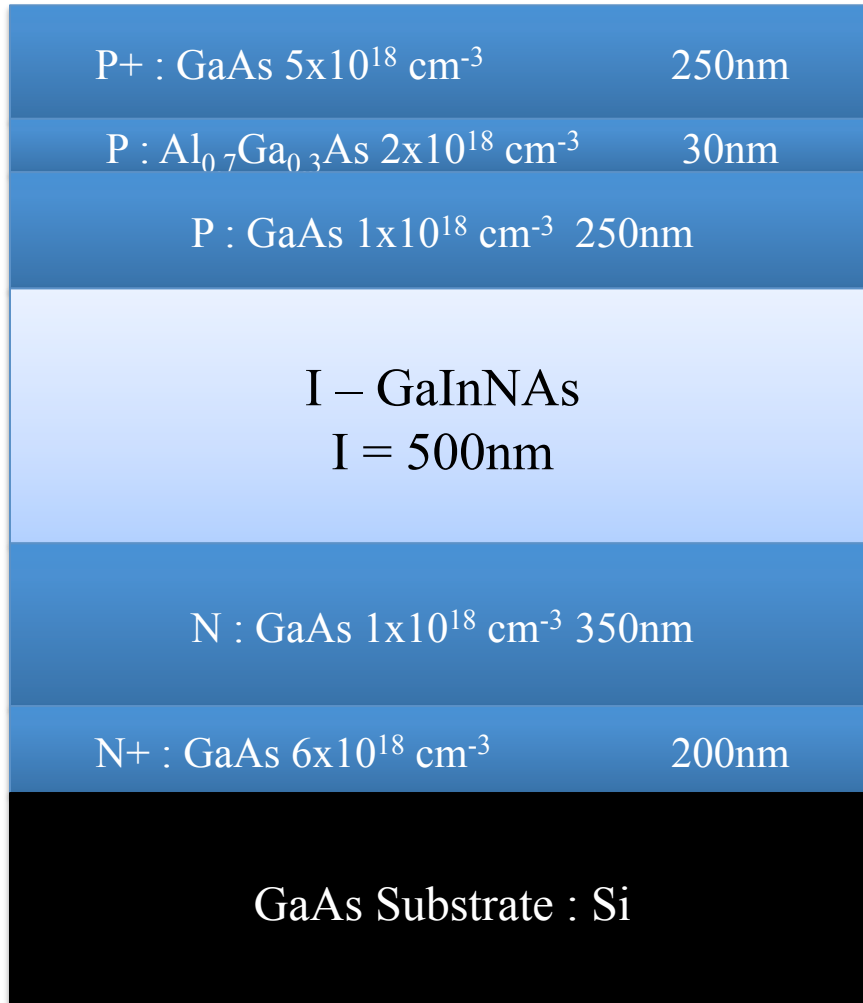 P+ : GaAs 5x10¹⁸ cm⁻³ 250nm
P : Al₀.₇Ga₀.₃As 2x10¹⁸ cm⁻³ 30nm
P : GaAs 1x10¹⁸ cm⁻³ 250nm
I – GaInNAs
I = 500nm
N : GaAs 1x10¹⁸ cm⁻³ 350nm
N+ : GaAs 6x10¹⁸ cm⁻³ 200nm
GaAs Substrate : Si